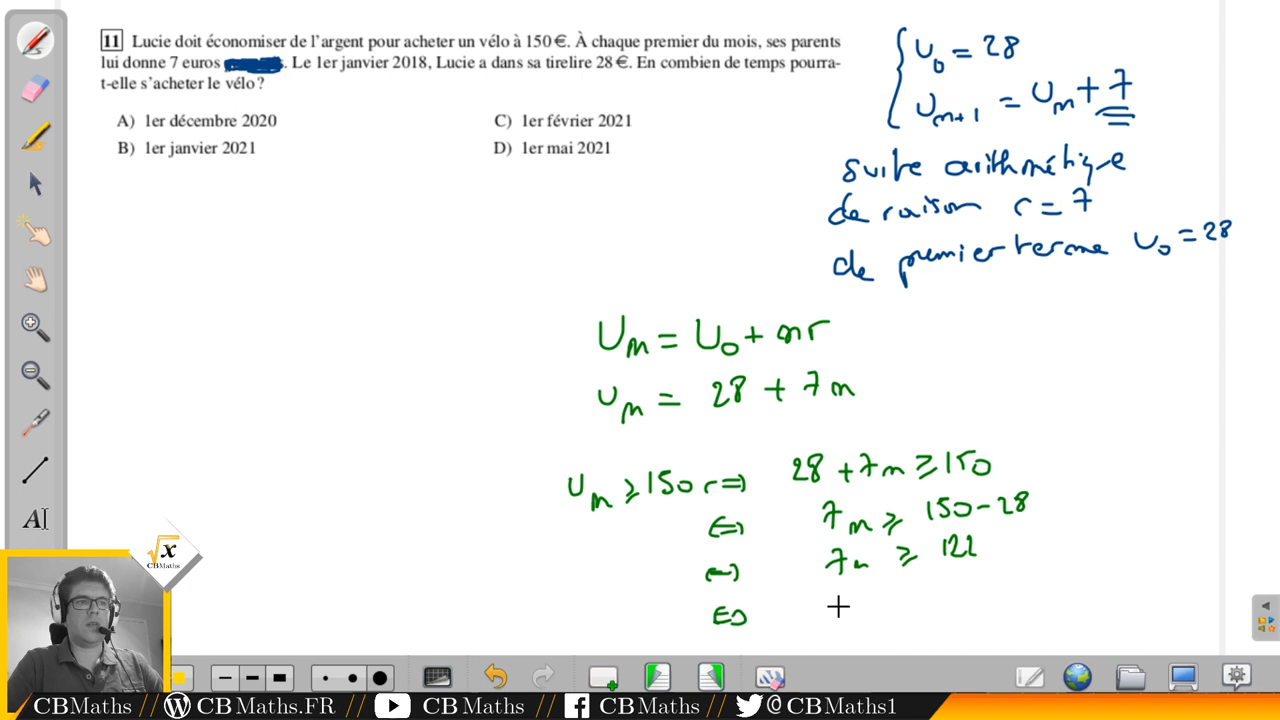 11 Lucie doit économiser de l'argent pour acheter un vélo à 150 €. À chaque premier du mois, ses parents
lui donne 7 euros . Le 1er janvier 2018, Lucie a dans sa tirelire 28 €. En combien de temps pourra-
t-elle s'acheter le vélo ?
A) 1er décembre 2020
C) 1er février 2021
B) 1er janvier 2021
D) 1er mai 2021
U₀ = 28
Uₙ₊₁ = Uₙ + 7
suite arithmétique
de raison r = 7
de premier terme U₀ = 28
Uₙ = U₀ + nr
Uₙ = 28 + 7n
Uₙ ⩾ 150 ⟺ 28 + 7n ⩾ 150
⟺ 7n ⩾ 150 - 28
⟺ 7n ⩾ 122
⟺
AI
√x
CBMaths
CBMaths // CBMaths.FR // CBMaths // CBMaths // @CBMaths1